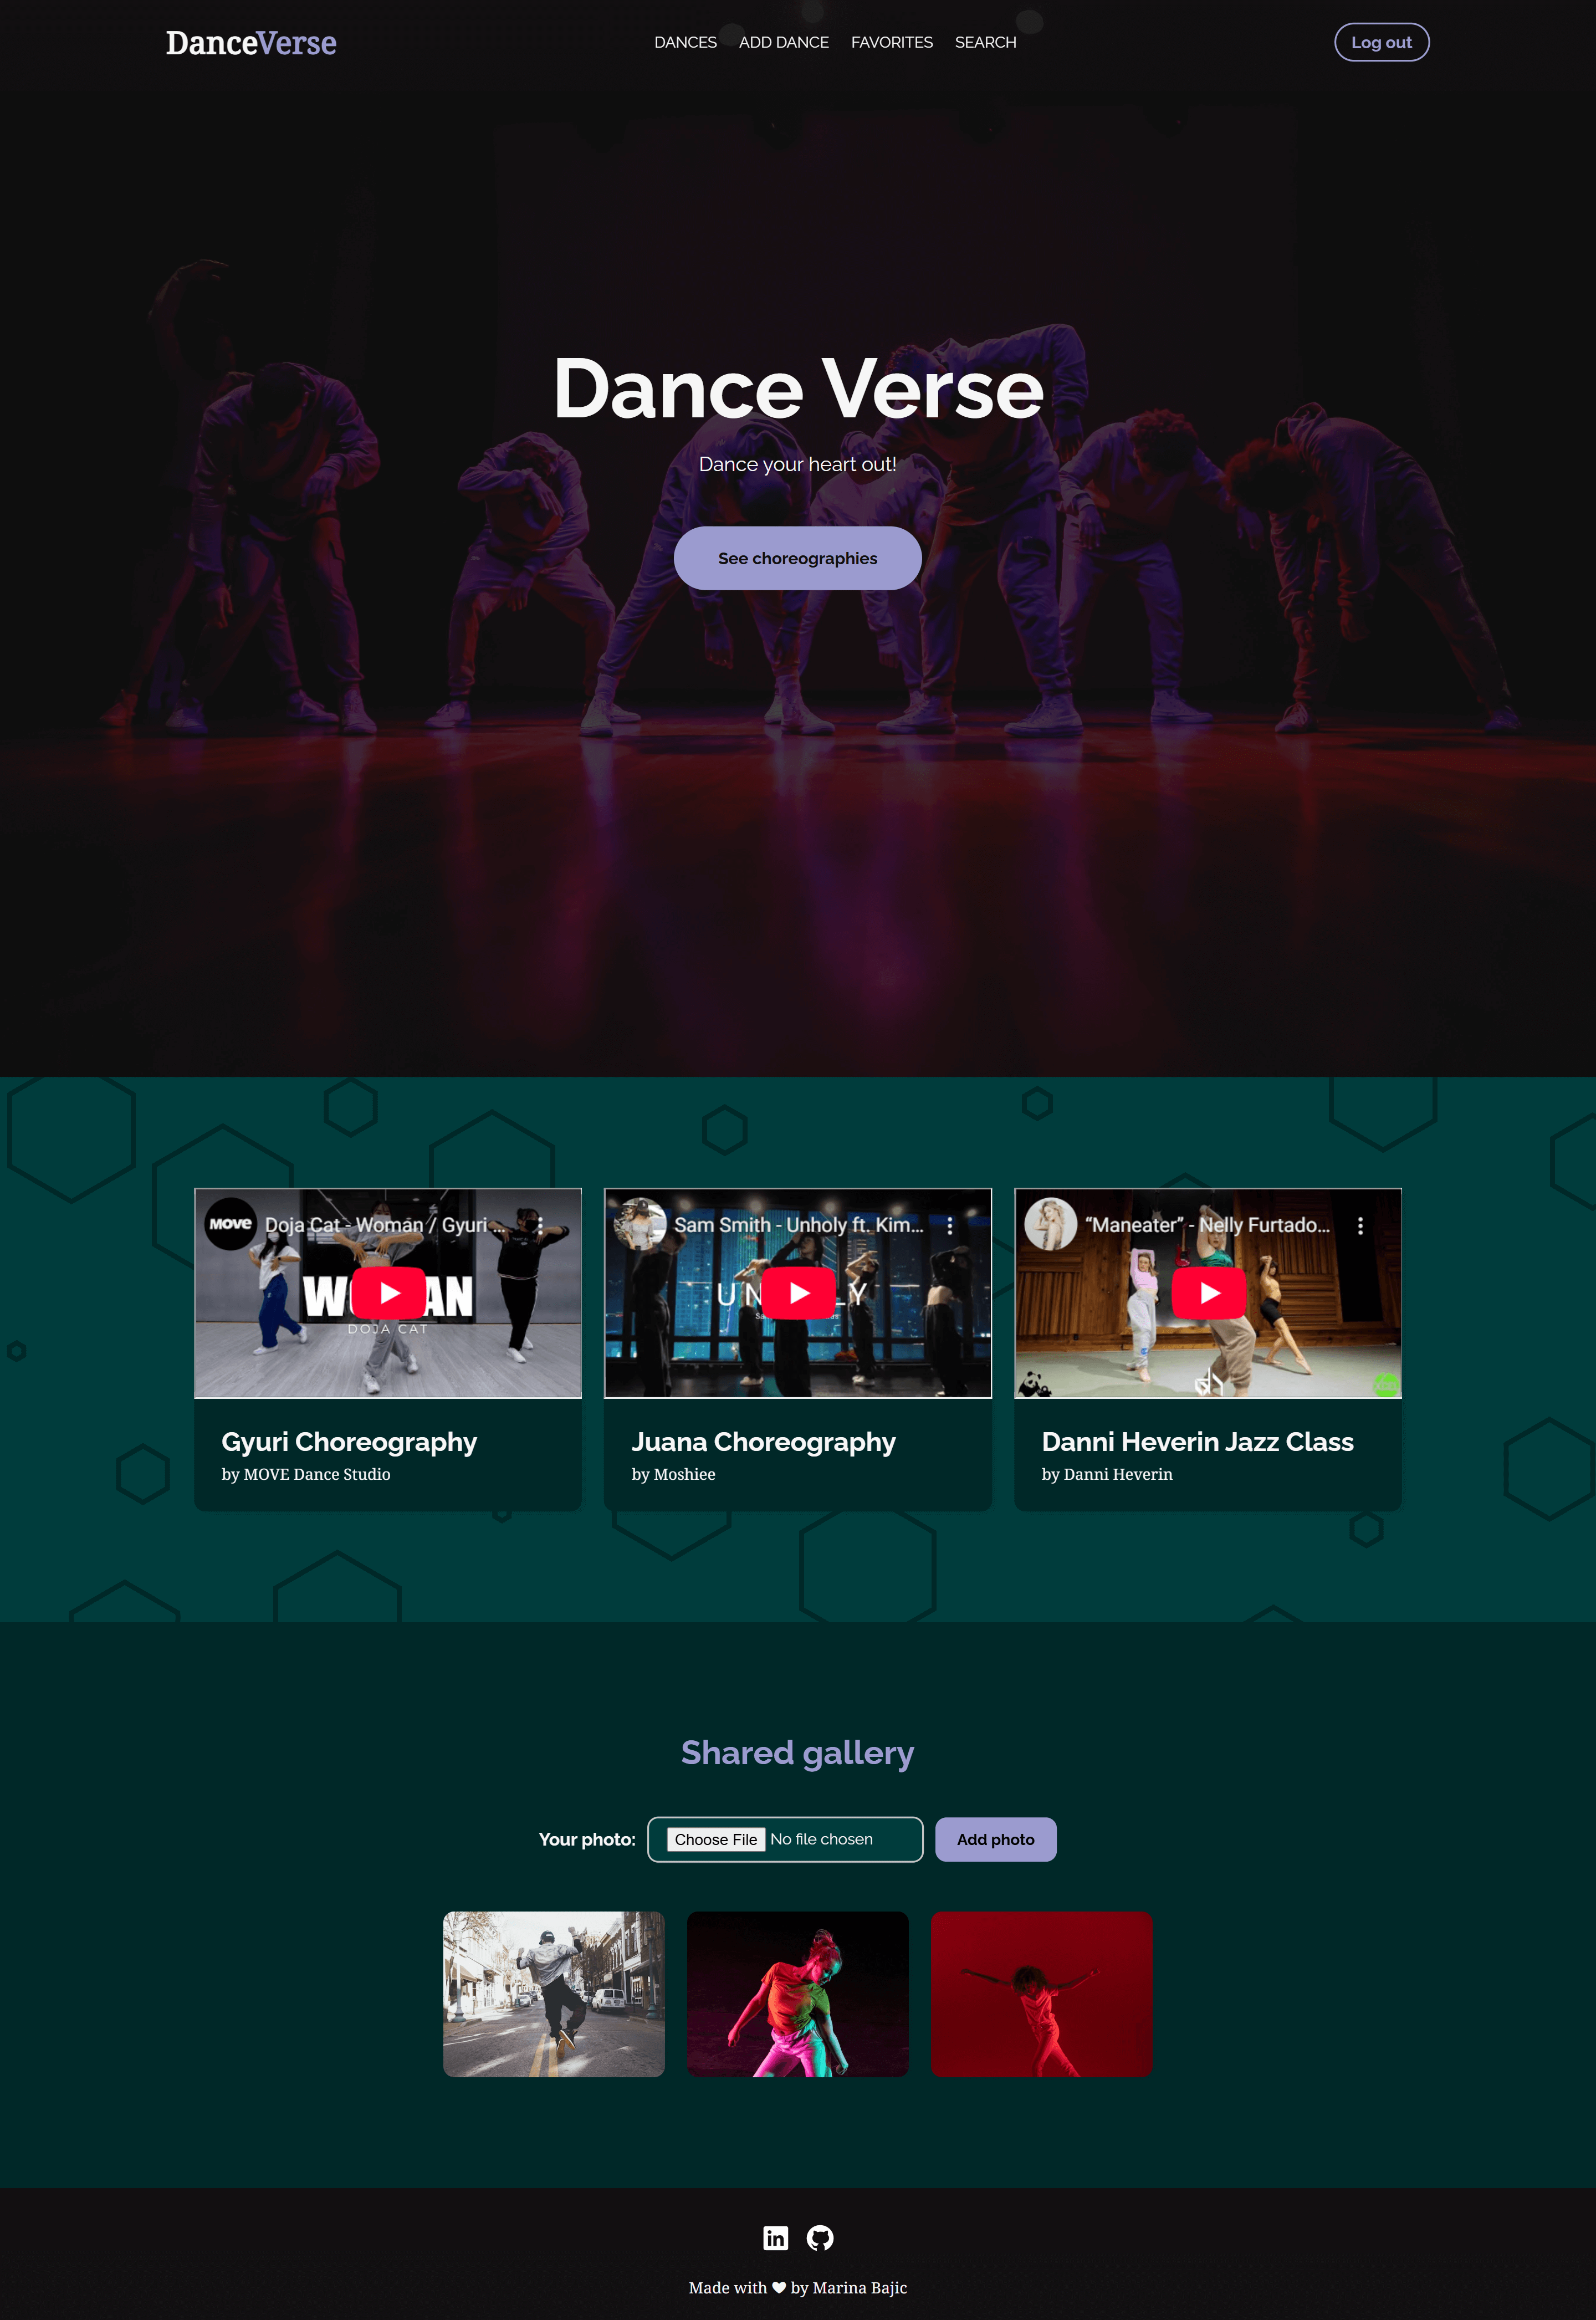 DanceVerse
DANCES ADD DANCE FAVORITES SEARCH
Log out
Dance Verse
Dance your heart out!
See choreographies
MOVE
Doja Cat - Woman / Gyuri ...
DOJA CAT
Gyuri Choreography
by MOVE Dance Studio
Sam Smith - Unholy ft. Kim...
Juana Choreography
by Moshiee
“Maneater” - Nelly Furtado...
Danni Heverin Jazz Class
by Danni Heverin
Shared gallery
Your photo:
Choose File No file chosen
Add photo
in
Made with ♥ by Marina Bajic